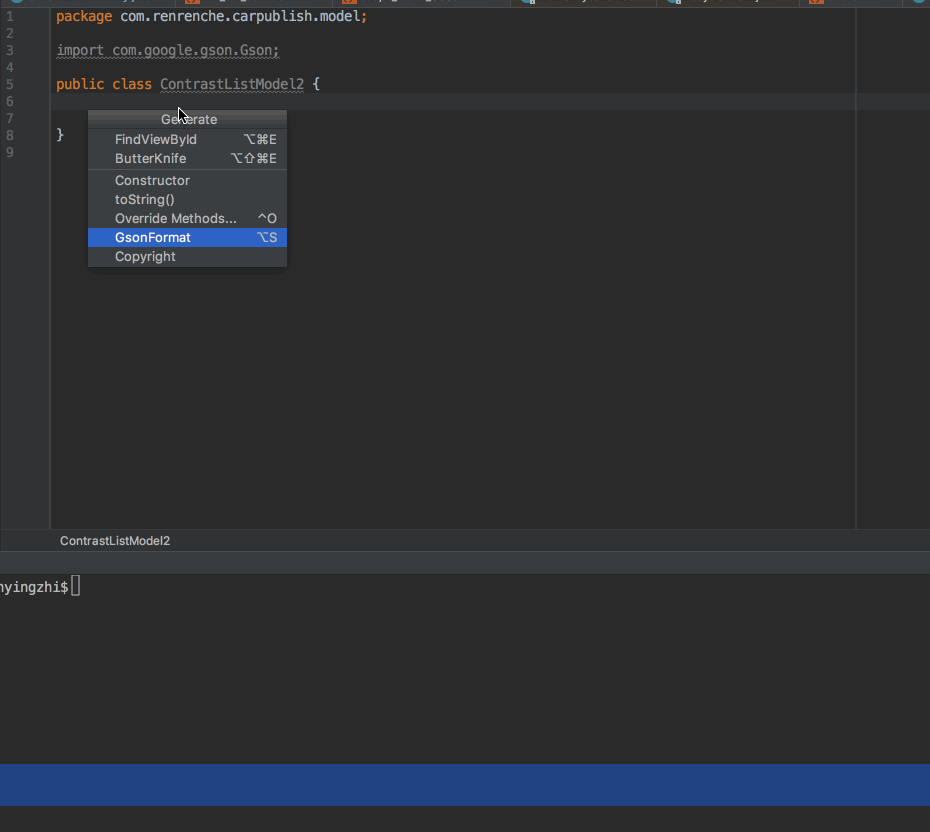 1 package com.renrenche.carpublish.model;
2
3 import com.google.gson.Gson;
4
5 public class ContrastListModel2 {
6
7
8 }
9
Generate
FindViewById ⌥⌘E
ButterKnife ⌥⇧⌘E
Constructor
toString()
Override Methods... ^O
GsonFormat ⌥S
Copyright
ContrastListModel2
yingzhi$